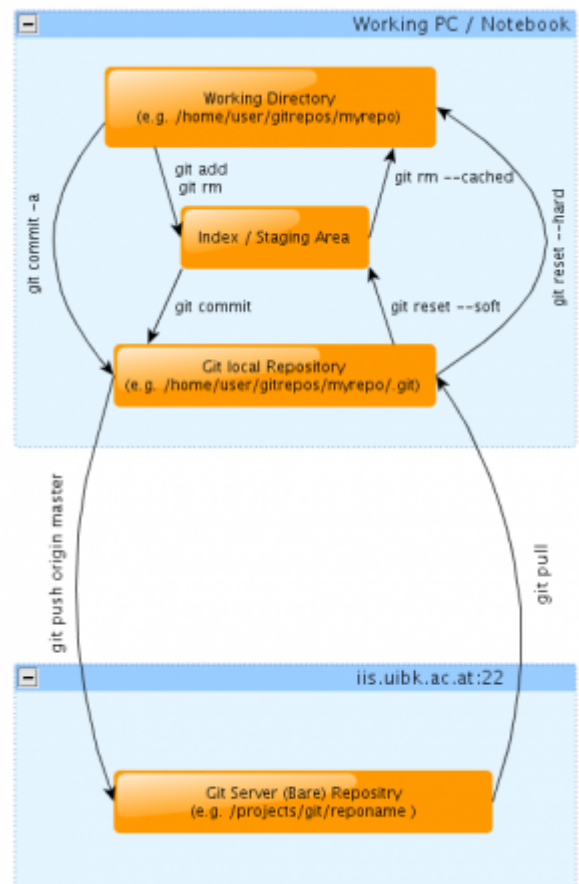 Working PC / Notebook
Working Directory
(e.g. /home/user/gitrepos/myrepo)
git add
git rm
git rm --cached
git commit -a
Index / Staging Area
git reset --hard
git commit
git reset --soft
Git local Repository
(e.g. /home/user/gitrepos/myrepo/.git)
git push origin master
git pull
iis.uibk.ac.at:22
Git Server (Bare) Repositry
(e.g. /projects/git/reponame )